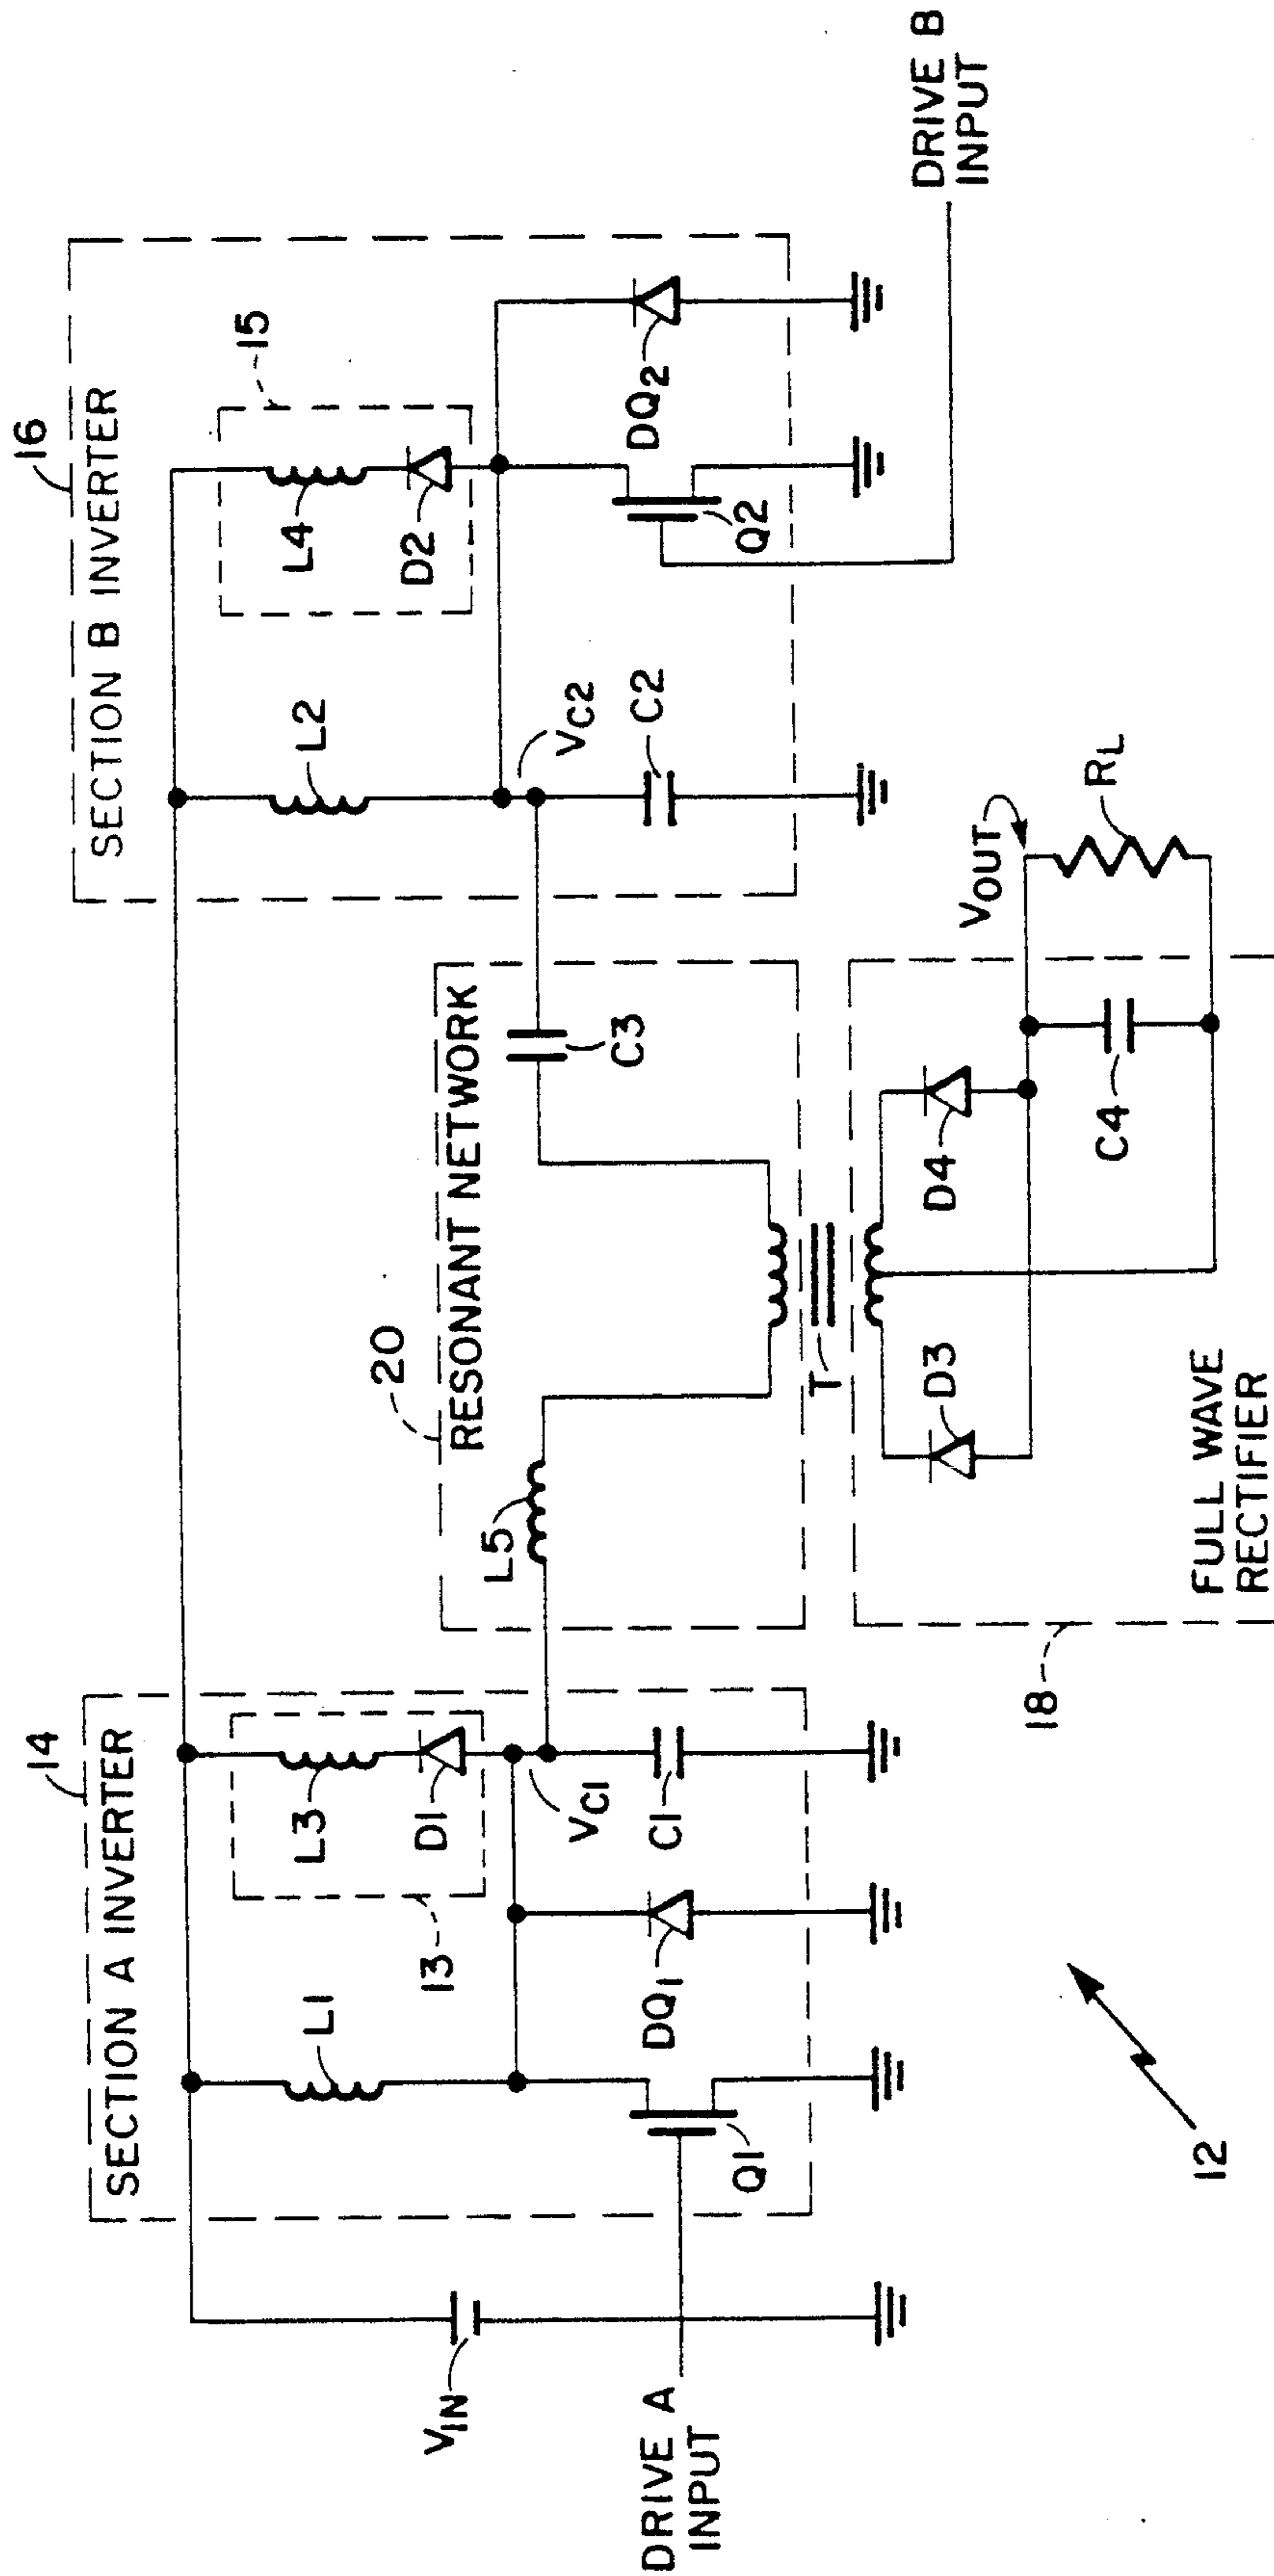 14
SECTION A INVERTER
L1
L3
D1
13
VIN
VC1
C1
DQ1
Q1
DRIVE A
INPUT
12
20
RESONANT NETWORK
L5
C3
T
18
D3
D4
C4
FULL WAVE
RECTIFIER
VOUT
RL
16
SECTION B INVERTER
15
L2
L4
D2
VC2
C2
DQ2
Q2
DRIVE B
INPUT